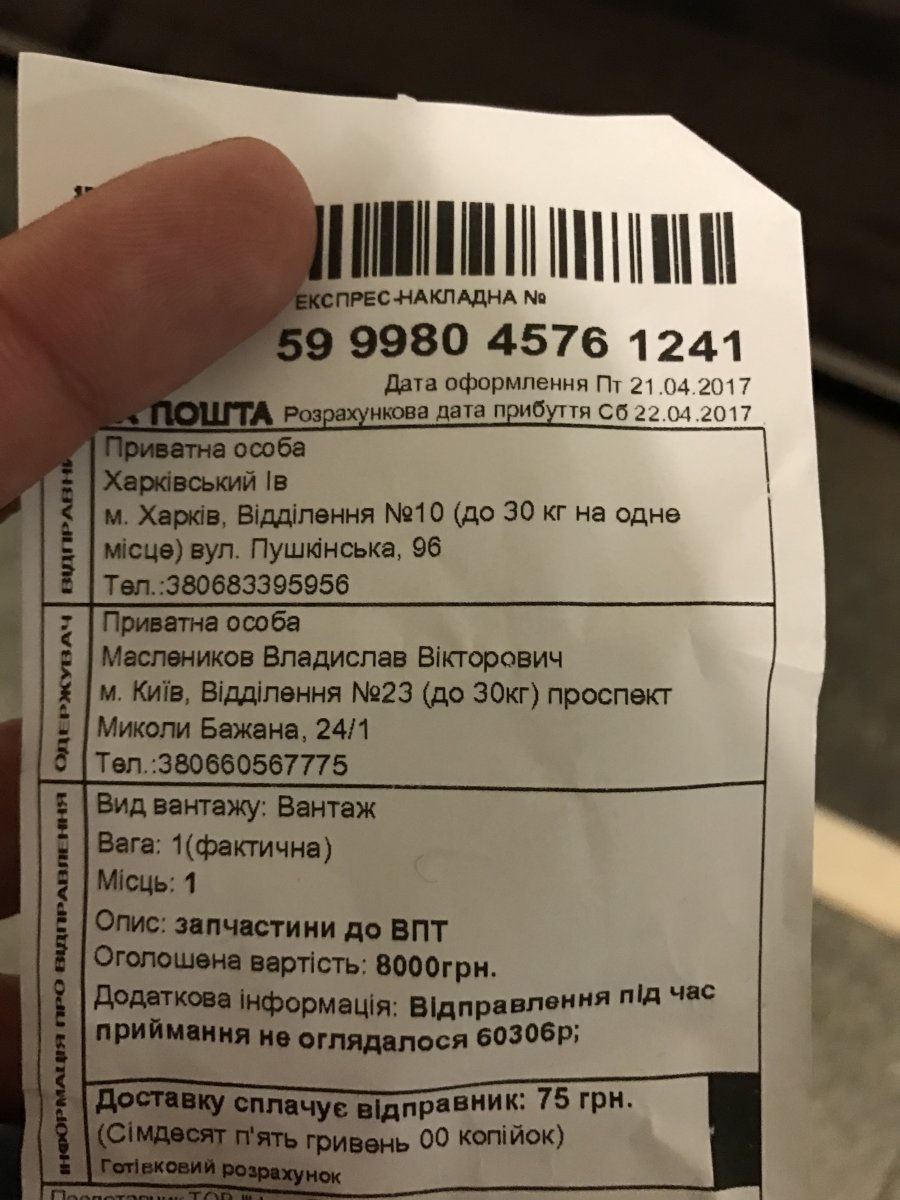 ЕКСПРЕС-НАКЛАДНА №
59 9980 4576 1241
Дата оформлення Пт 21.04.2017
ПОШТА Розрахункова дата прибуття Сб 22.04.2017
ВІДПРАВНИ
Приватна особа
Харківський Ів
м. Харків, Відділення №10 (до 30 кг на одне
місце) вул. Пушкінська, 96
Тел.:380683395956
ОДЕРЖУВАЧ
Приватна особа
Маслеников Владислав Вікторович
м. Київ, Відділення №23 (до 30кг) проспект
Миколи Бажана, 24/1
Тел.:380660567775
ІНФОРМАЦІЯ ПРО ВІДПРАВЛЕННЯ
Вид вантажу: Вантаж
Вага: 1(фактична)
Місць: 1
Опис: запчастини до ВПТ
Оголошена вартість: 8000грн.
Додаткова інформація: Відправлення під час
приймання не оглядалося 60306р;
Доставку сплачує відправник: 75 грн.
(Сімдесят п'ять гривень 00 копійок)
Готівковий розрахунок